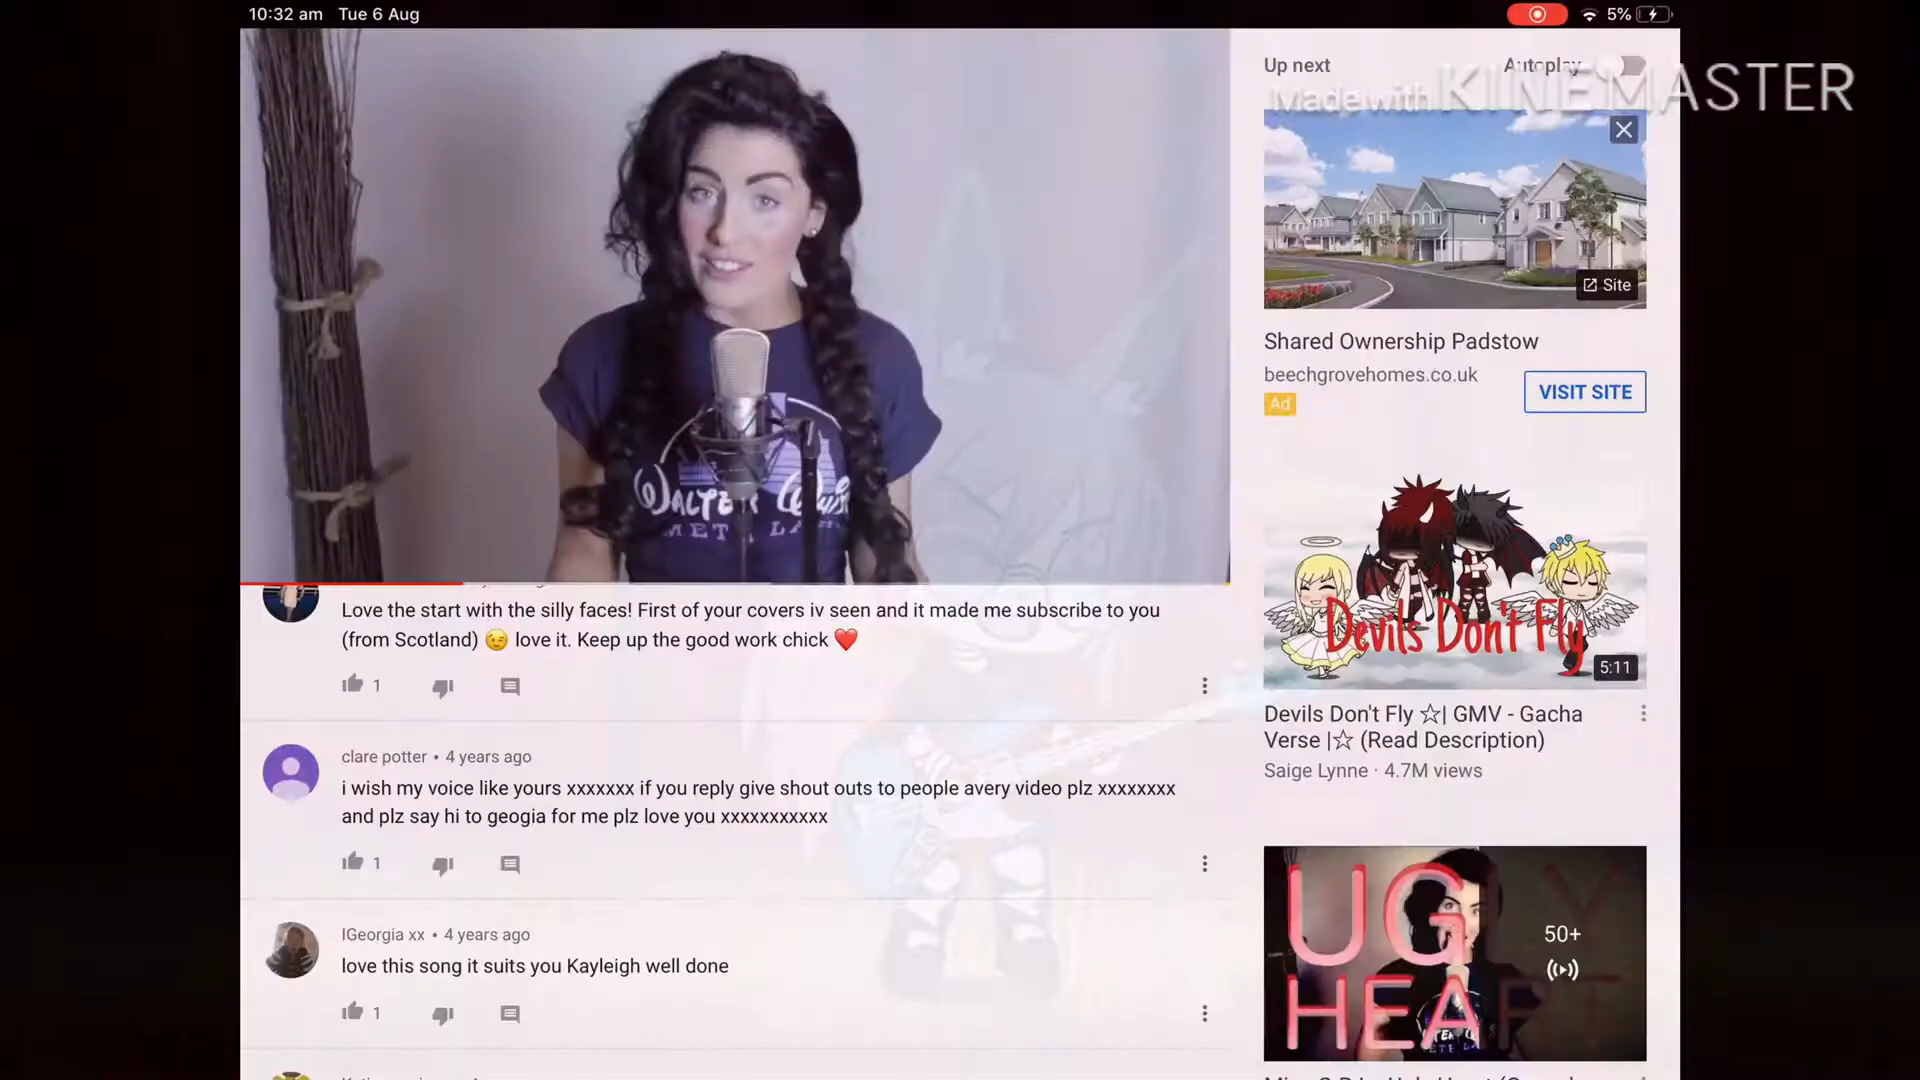 10:32 am Tue 6 Aug
5%
Up next
Autoplay
Made with KINEMASTER
Site
Shared Ownership Padstow
beechgrovehomes.co.uk
Ad
VISIT SITE
WALTER
META
Love the start with the silly faces! First of your covers iv seen and it made me subscribe to you
(from Scotland) 😉 love it. Keep up the good work chick ❤️
1
clare potter • 4 years ago
i wish my voice like yours xxxxxxx if you reply give shout outs to people avery video plz xxxxxxxx
and plz say hi to geogia for me plz love you xxxxxxxxxxx
1
IGeorgia xx • 4 years ago
love this song it suits you Kayleigh well done
1
Devils Don't Fly
5:11
Devils Don't Fly ☆| GMV - Gacha
Verse |☆ (Read Description)
Saige Lynne · 4.7M views
UGLY
HEART
50+